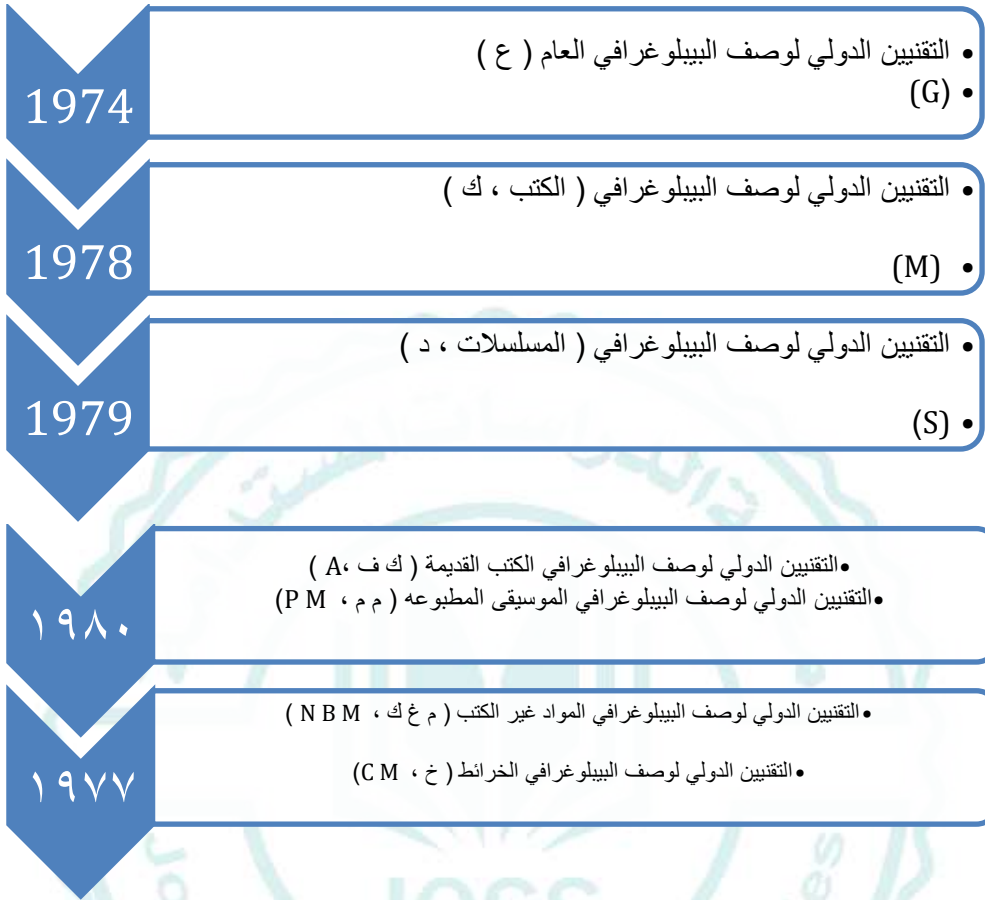 1974
• التقنيين الدولي لوصف البيبلوغرافي العام ( ع )
• (G)
1978
• التقنيين الدولي لوصف البيبلوغرافي ( الكتب ، ك )
• (M)
1979
• التقنيين الدولي لوصف البيبلوغرافي ( المسلسلات ، د )
• (S)
١٩٨٠
•التقنيين الدولي لوصف البيبلوغرافي الكتب القديمة ( ك ف ،A )
•التقنيين الدولي لوصف البيبلوغرافي الموسيقى المطبوعه ( م م ، P M)
١٩٧٧
•التقنيين الدولي لوصف البيبلوغرافي المواد غير الكتب ( م غ ك ، N B M )
•التقنيين الدولي لوصف البيبلوغرافي الخرائط ( خ ، C M)